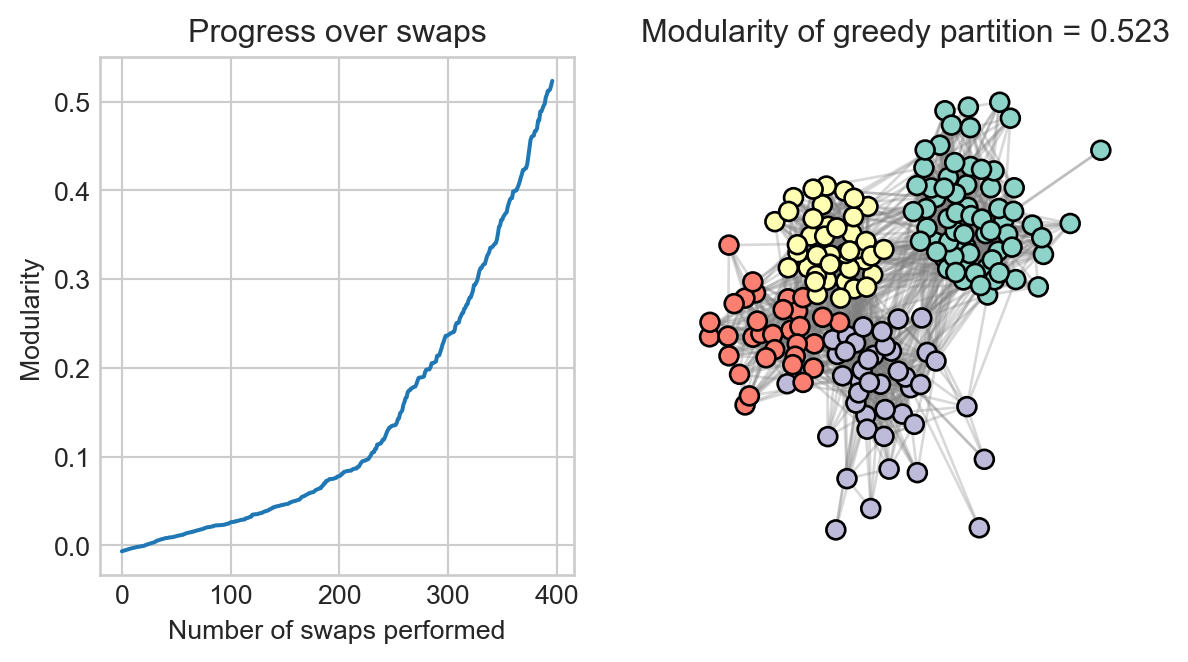 Progress over swaps
Modularity of greedy partition = 0.523
Modularity
0.5
0.4
0.3
0.2
0.1
0.0
0 100 200 300 400
Number of swaps performed